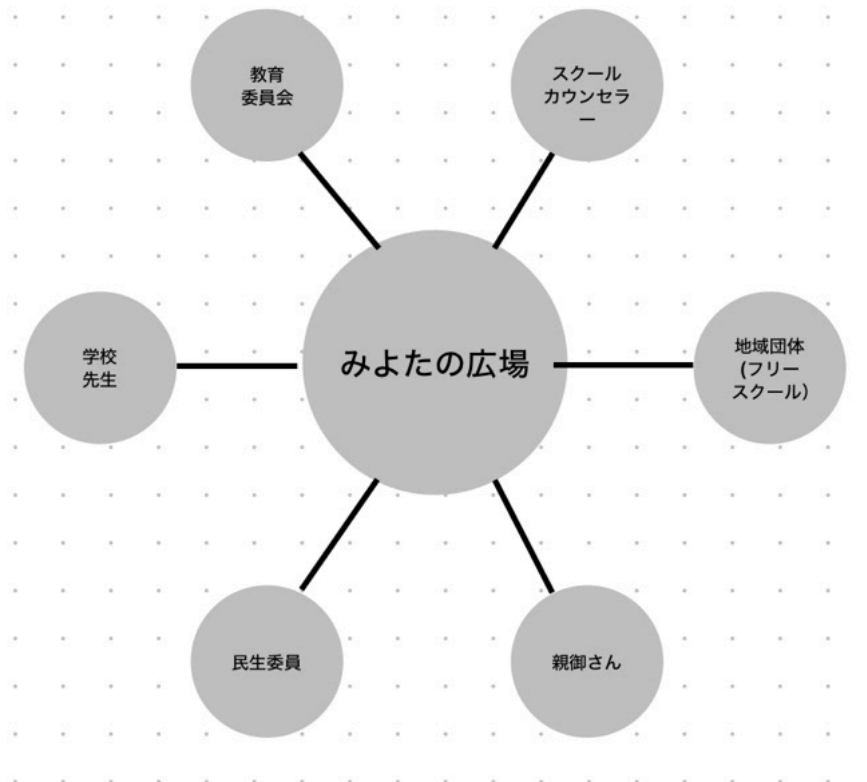 教育
委員会
スクール
カウンセラ
ー
学校
先生
みよたの広場
地域団体
(フリー
スクール）
民生委員
親御さん